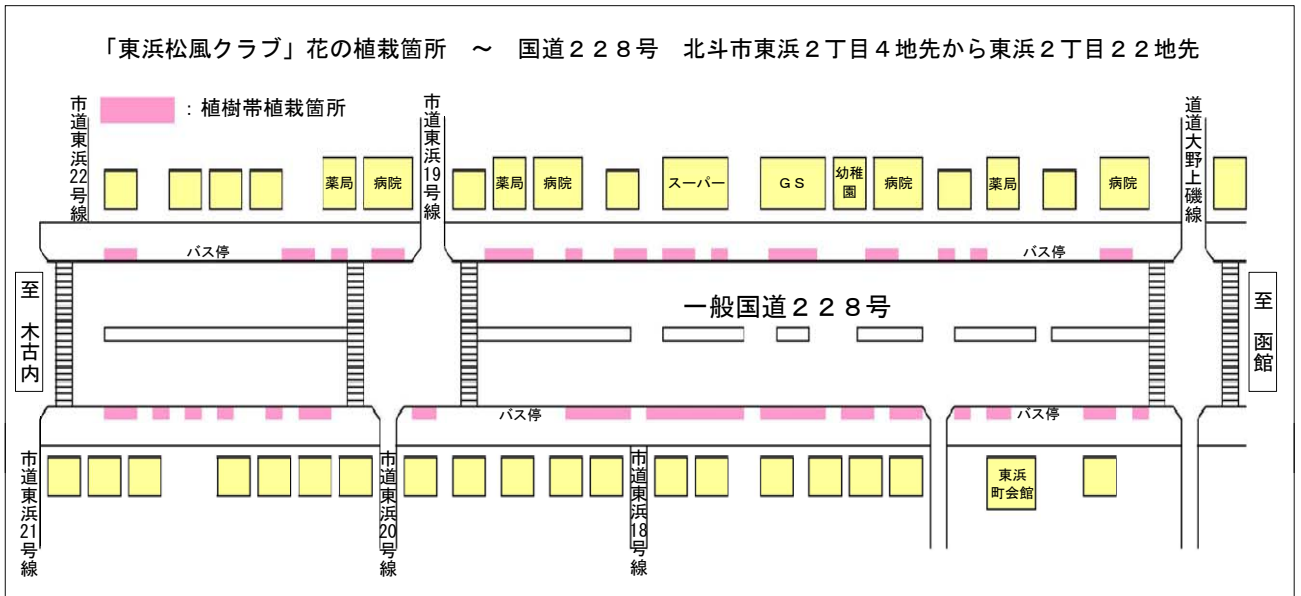 「東浜松風クラブ」花の植栽箇所　～　国道２２８号　北斗市東浜２丁目４地先から東浜２丁目２２地先
：植樹帯植栽箇所
市道東浜22号線
市道東浜19号線
道道大野上磯線
薬局
病院
薬局
病院
スーパー
ＧＳ
幼稚園
病院
薬局
病院
バス停
バス停
至　木古内
一般国道２２８号
至　函館
バス停
バス停
市道東浜21号線
市道東浜20号線
市道東浜18号線
東浜
町会館